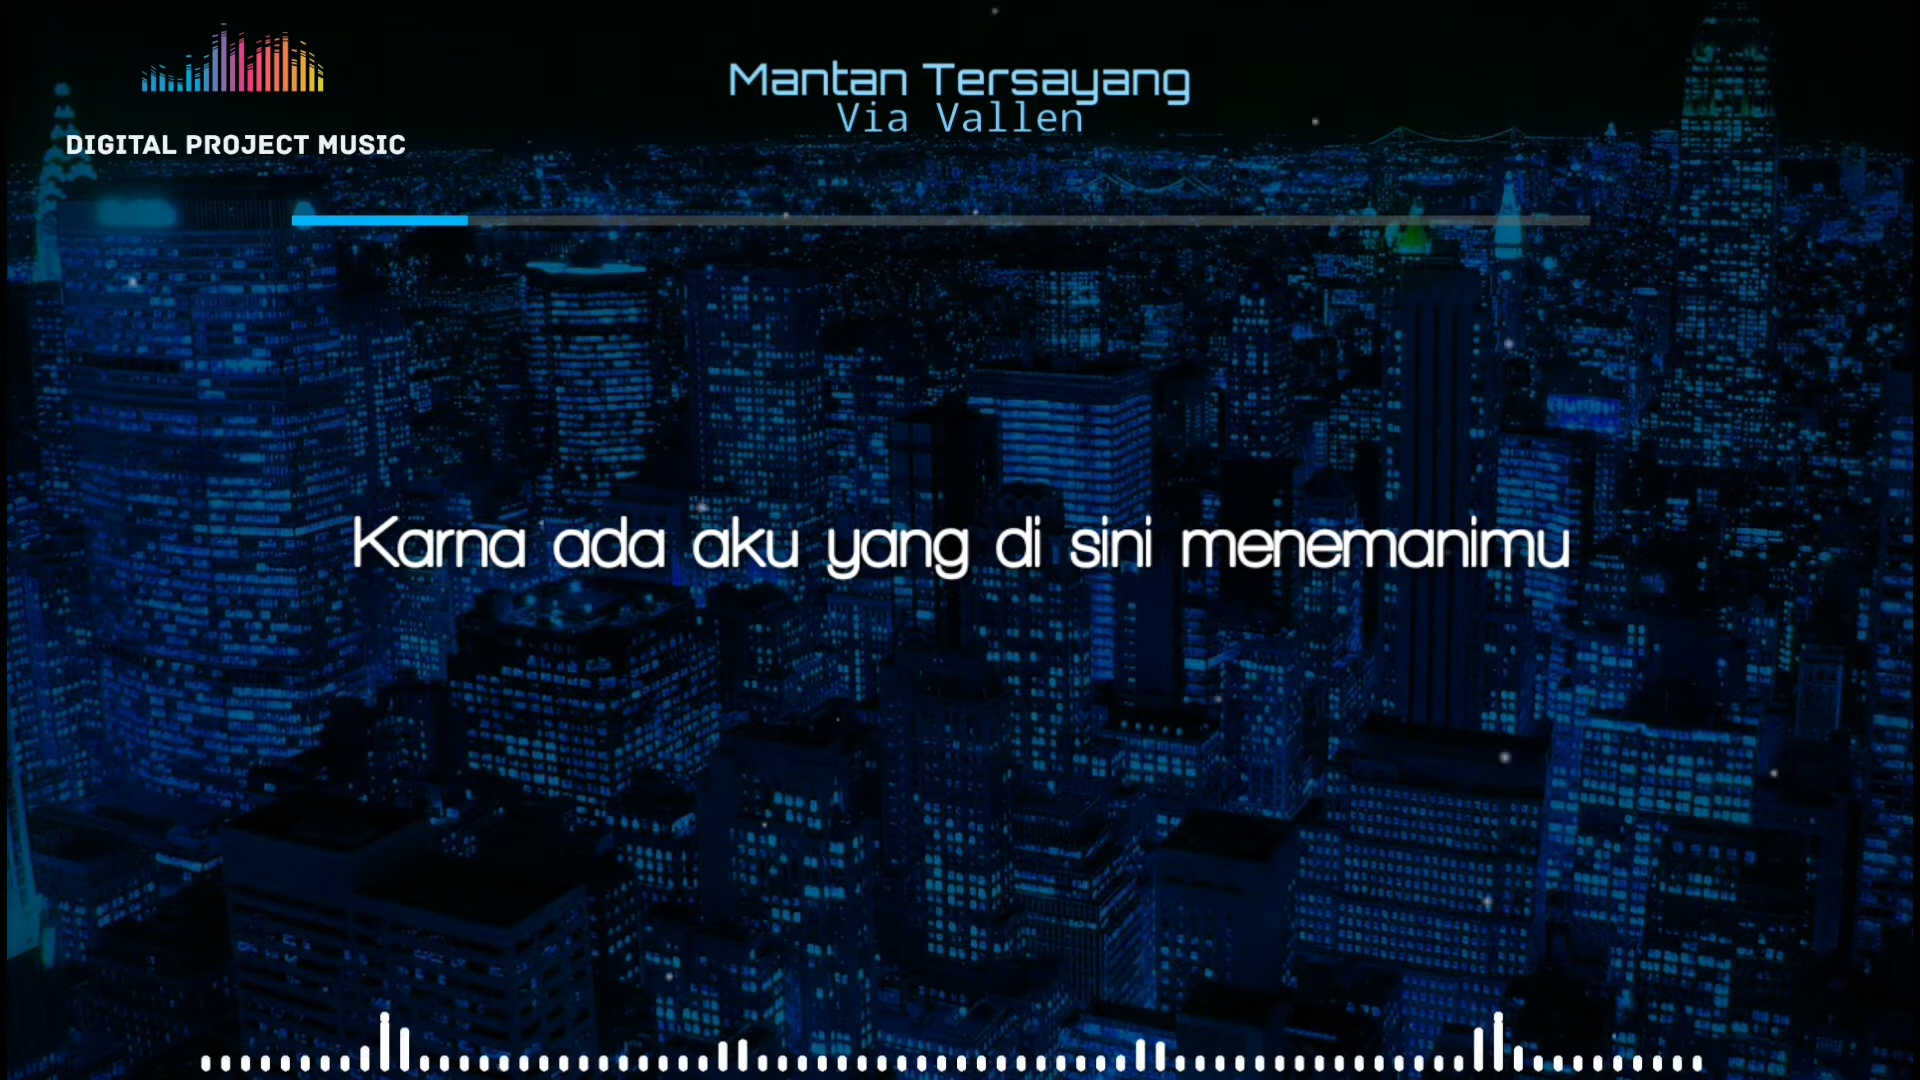 DIGITAL PROJECT MUSIC
Mantan Tersayang
Via Vallen
Karna ada aku yang di sini menemanimu